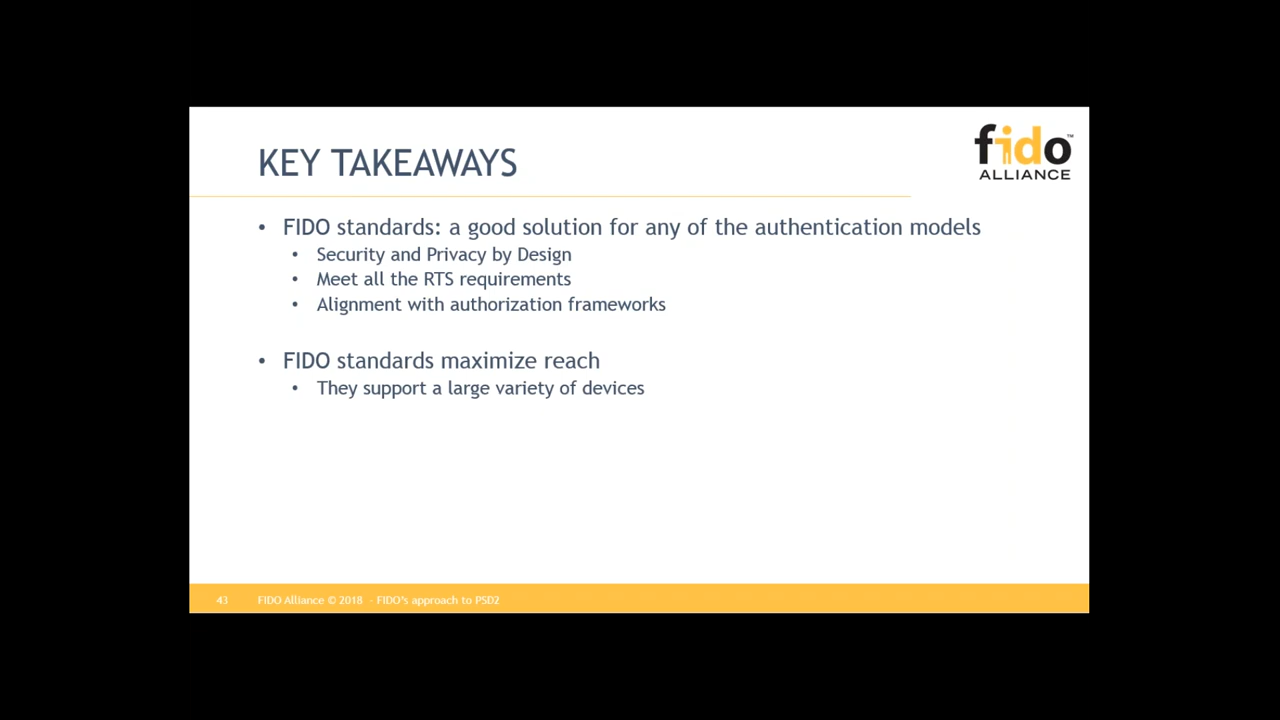 KEY TAKEAWAYS
fido™
ALLIANCE
• FIDO standards: a good solution for any of the authentication models
• Security and Privacy by Design
• Meet all the RTS requirements
• Alignment with authorization frameworks
• FIDO standards maximize reach
• They support a large variety of devices
43 FIDO Alliance © 2018 - FIDO's approach to PSD2